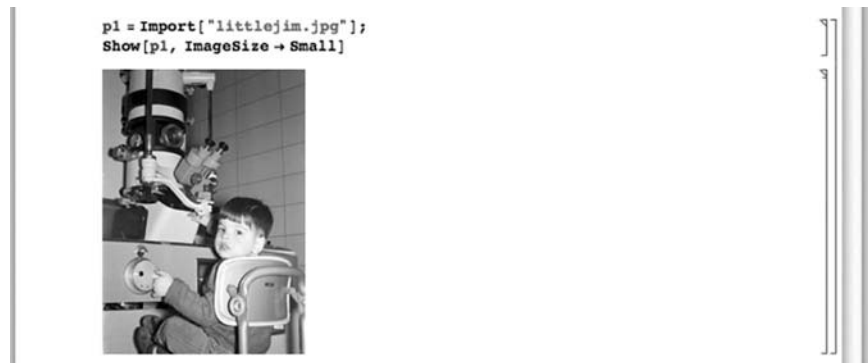 p1 = Import["littlejim.jpg"];
Show[p1, ImageSize → Small]